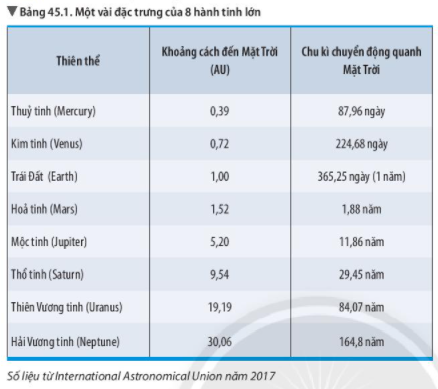 ▼ Bảng 45.1. Một vài đặc trưng của 8 hành tinh lớn
Thiên thể | Khoảng cách đến Mặt Trời (AU) | Chu kì chuyển động quanh Mặt Trời
Thuỷ tinh (Mercury) | 0,39 | 87,96 ngày
Kim tinh (Venus) | 0,72 | 224,68 ngày
Trái Đất (Earth) | 1,00 | 365,25 ngày (1 năm)
Hoả tinh (Mars) | 1,52 | 1,88 năm
Mộc tinh (Jupiter) | 5,20 | 11,86 năm
Thổ tinh (Saturn) | 9,54 | 29,45 năm
Thiên Vương tinh (Uranus) | 19,19 | 84,07 năm
Hải Vương tinh (Neptune) | 30,06 | 164,8 năm
Số liệu từ International Astronomical Union năm 2017